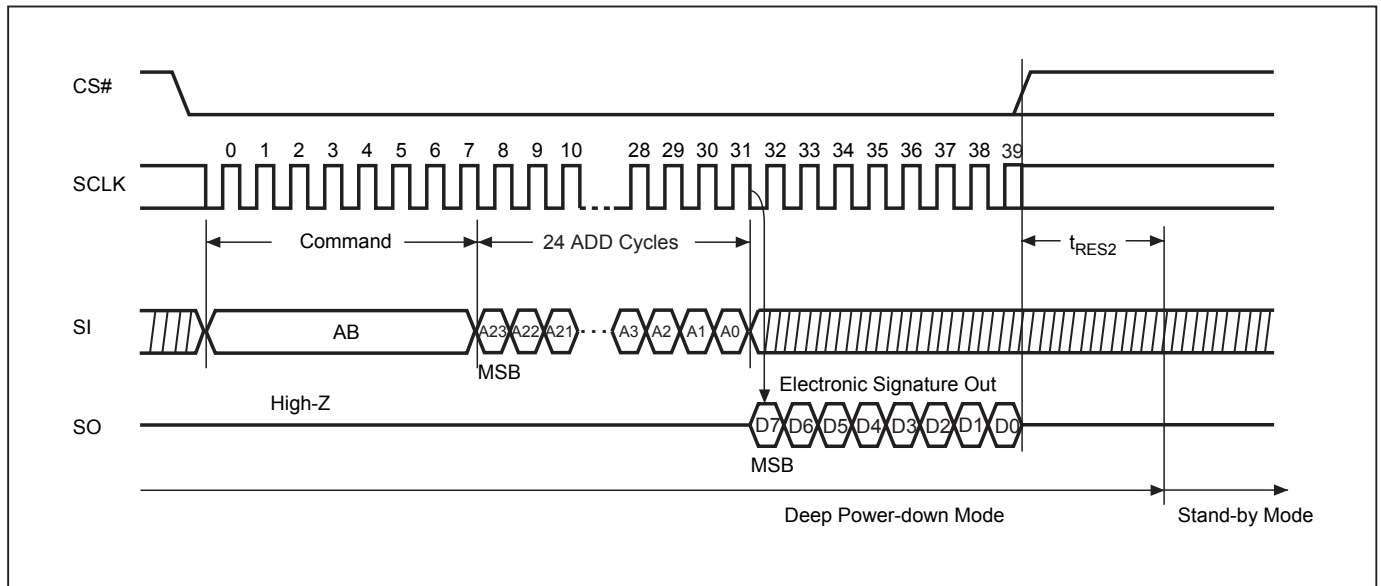 CS#
0 1 2 3 4 5 6 7 8 9 10 28 29 30 31 32 33 34 35 36 37 38 39
SCLK
Command 24 ADD Cycles tRES2
SI AB A23 A22 A21 A3 A2 A1 A0
MSB
Electronic Signature Out
High-Z
SO D7 D6 D5 D4 D3 D2 D1 D0
MSB
Deep Power-down Mode Stand-by Mode